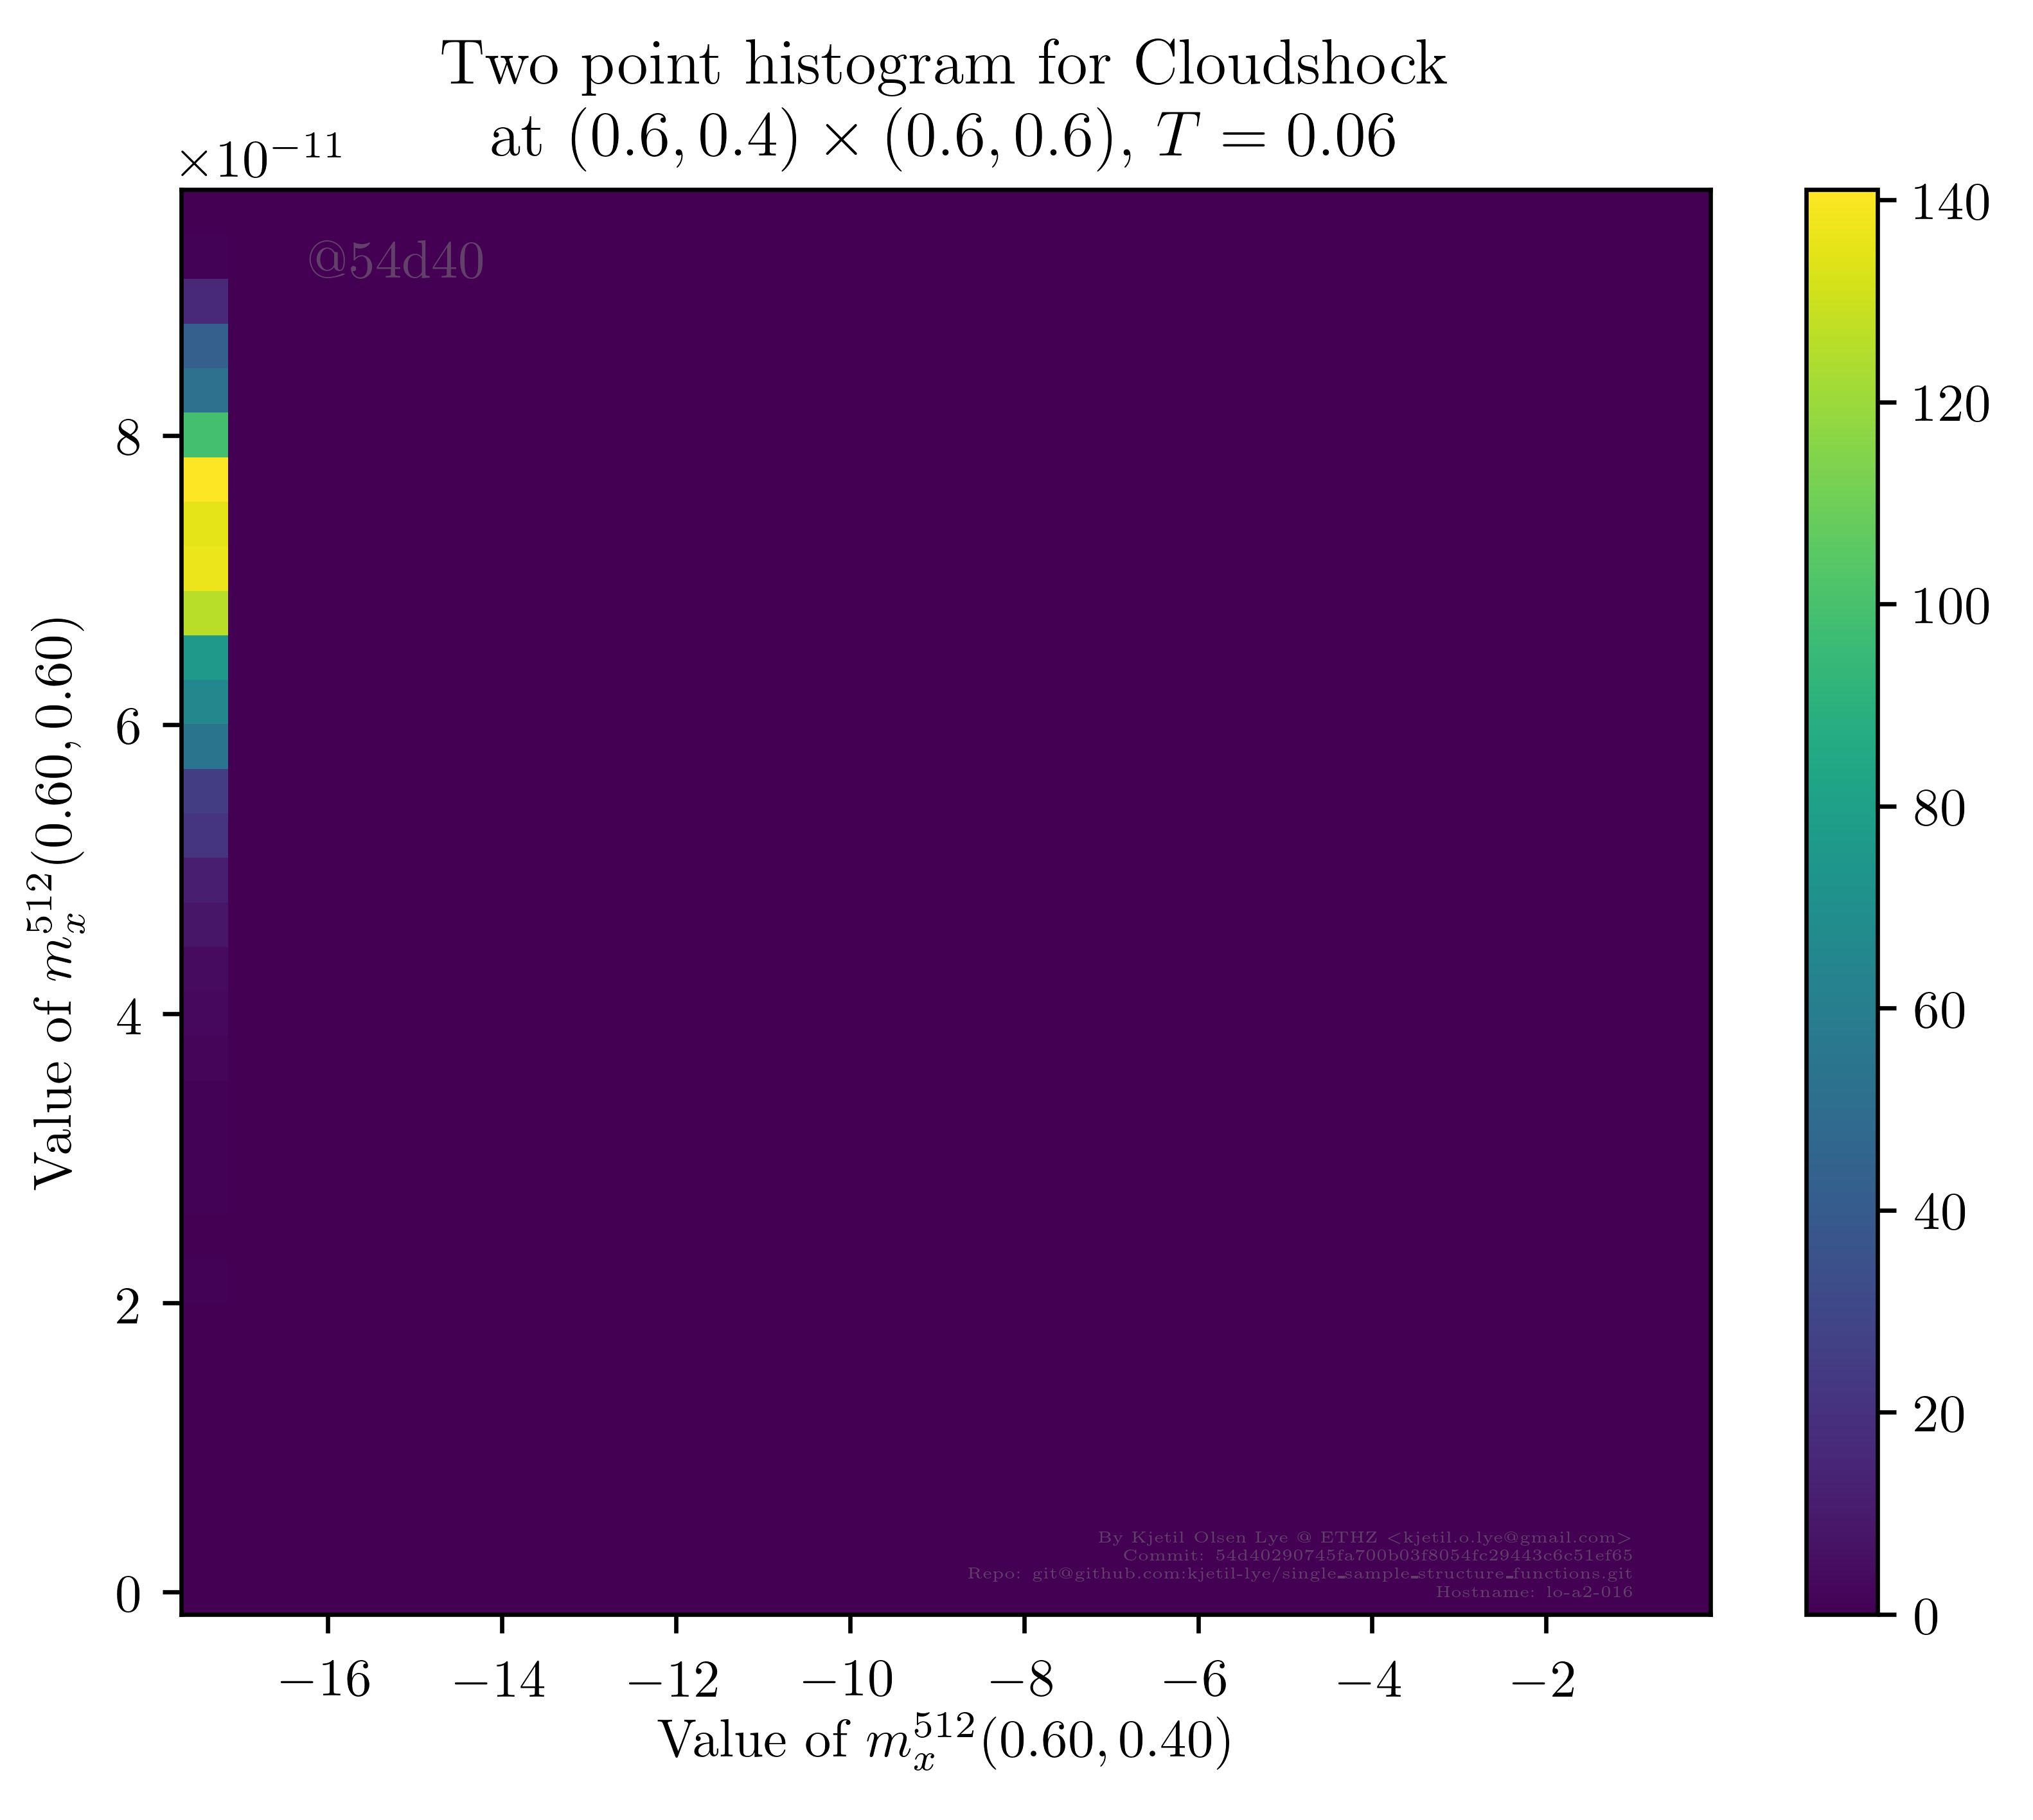 Two point histogram for Cloudshock
at (0.6, 0.4) × (0.6, 0.6), T = 0.06
×10⁻¹¹
@54d40
140
120
100
80
60
40
20
0
8
6
4
2
0
Value of m_x^512(0.60, 0.60)
By Kjetil Olsen Lye @ ETHZ <kjetil.o.lye@gmail.com>
Commit: 54d40290745fa700b03f8054fc29443c6c51ef65
Repo: git@github.com:kjetil-lye/single_sample_structure_functions.git
Hostname: lo-a2-016
−16 −14 −12 −10 −8 −6 −4 −2
Value of m_x^512(0.60, 0.40)